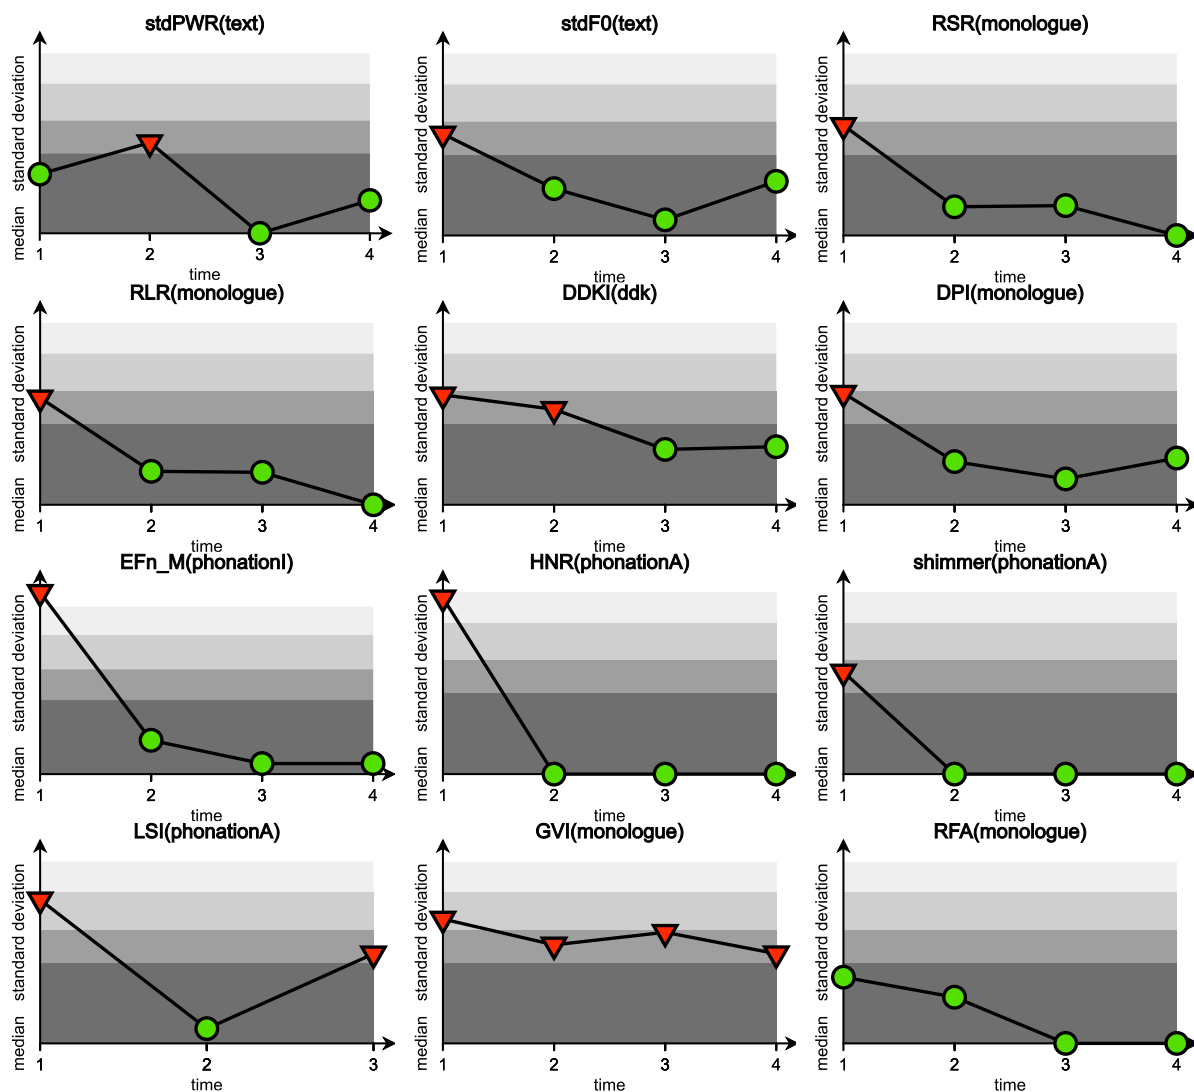 stdPWR(text)
stdF0(text)
RSR(monologue)
standard deviation
standard deviation
standard deviation
median
median
median
1 2 3 4
1 2 3 4
1 2 3 4
time
time
time
RLR(monologue)
DDKI(ddk)
DPI(monologue)
standard deviation
standard deviation
standard deviation
median
median
median
1 2 3 4
1 2 3 4
1 2 3 4
time
time
time
EFn_M(phonationI)
HNR(phonationA)
shimmer(phonationA)
standard deviation
standard deviation
standard deviation
median
median
median
1 2 3 4
1 2 3 4
1 2 3 4
time
time
time
LSI(phonationA)
GVI(monologue)
RFA(monologue)
standard deviation
standard deviation
standard deviation
median
median
median
1 2 3
1 2 3 4
1 2 3 4
time
time
time